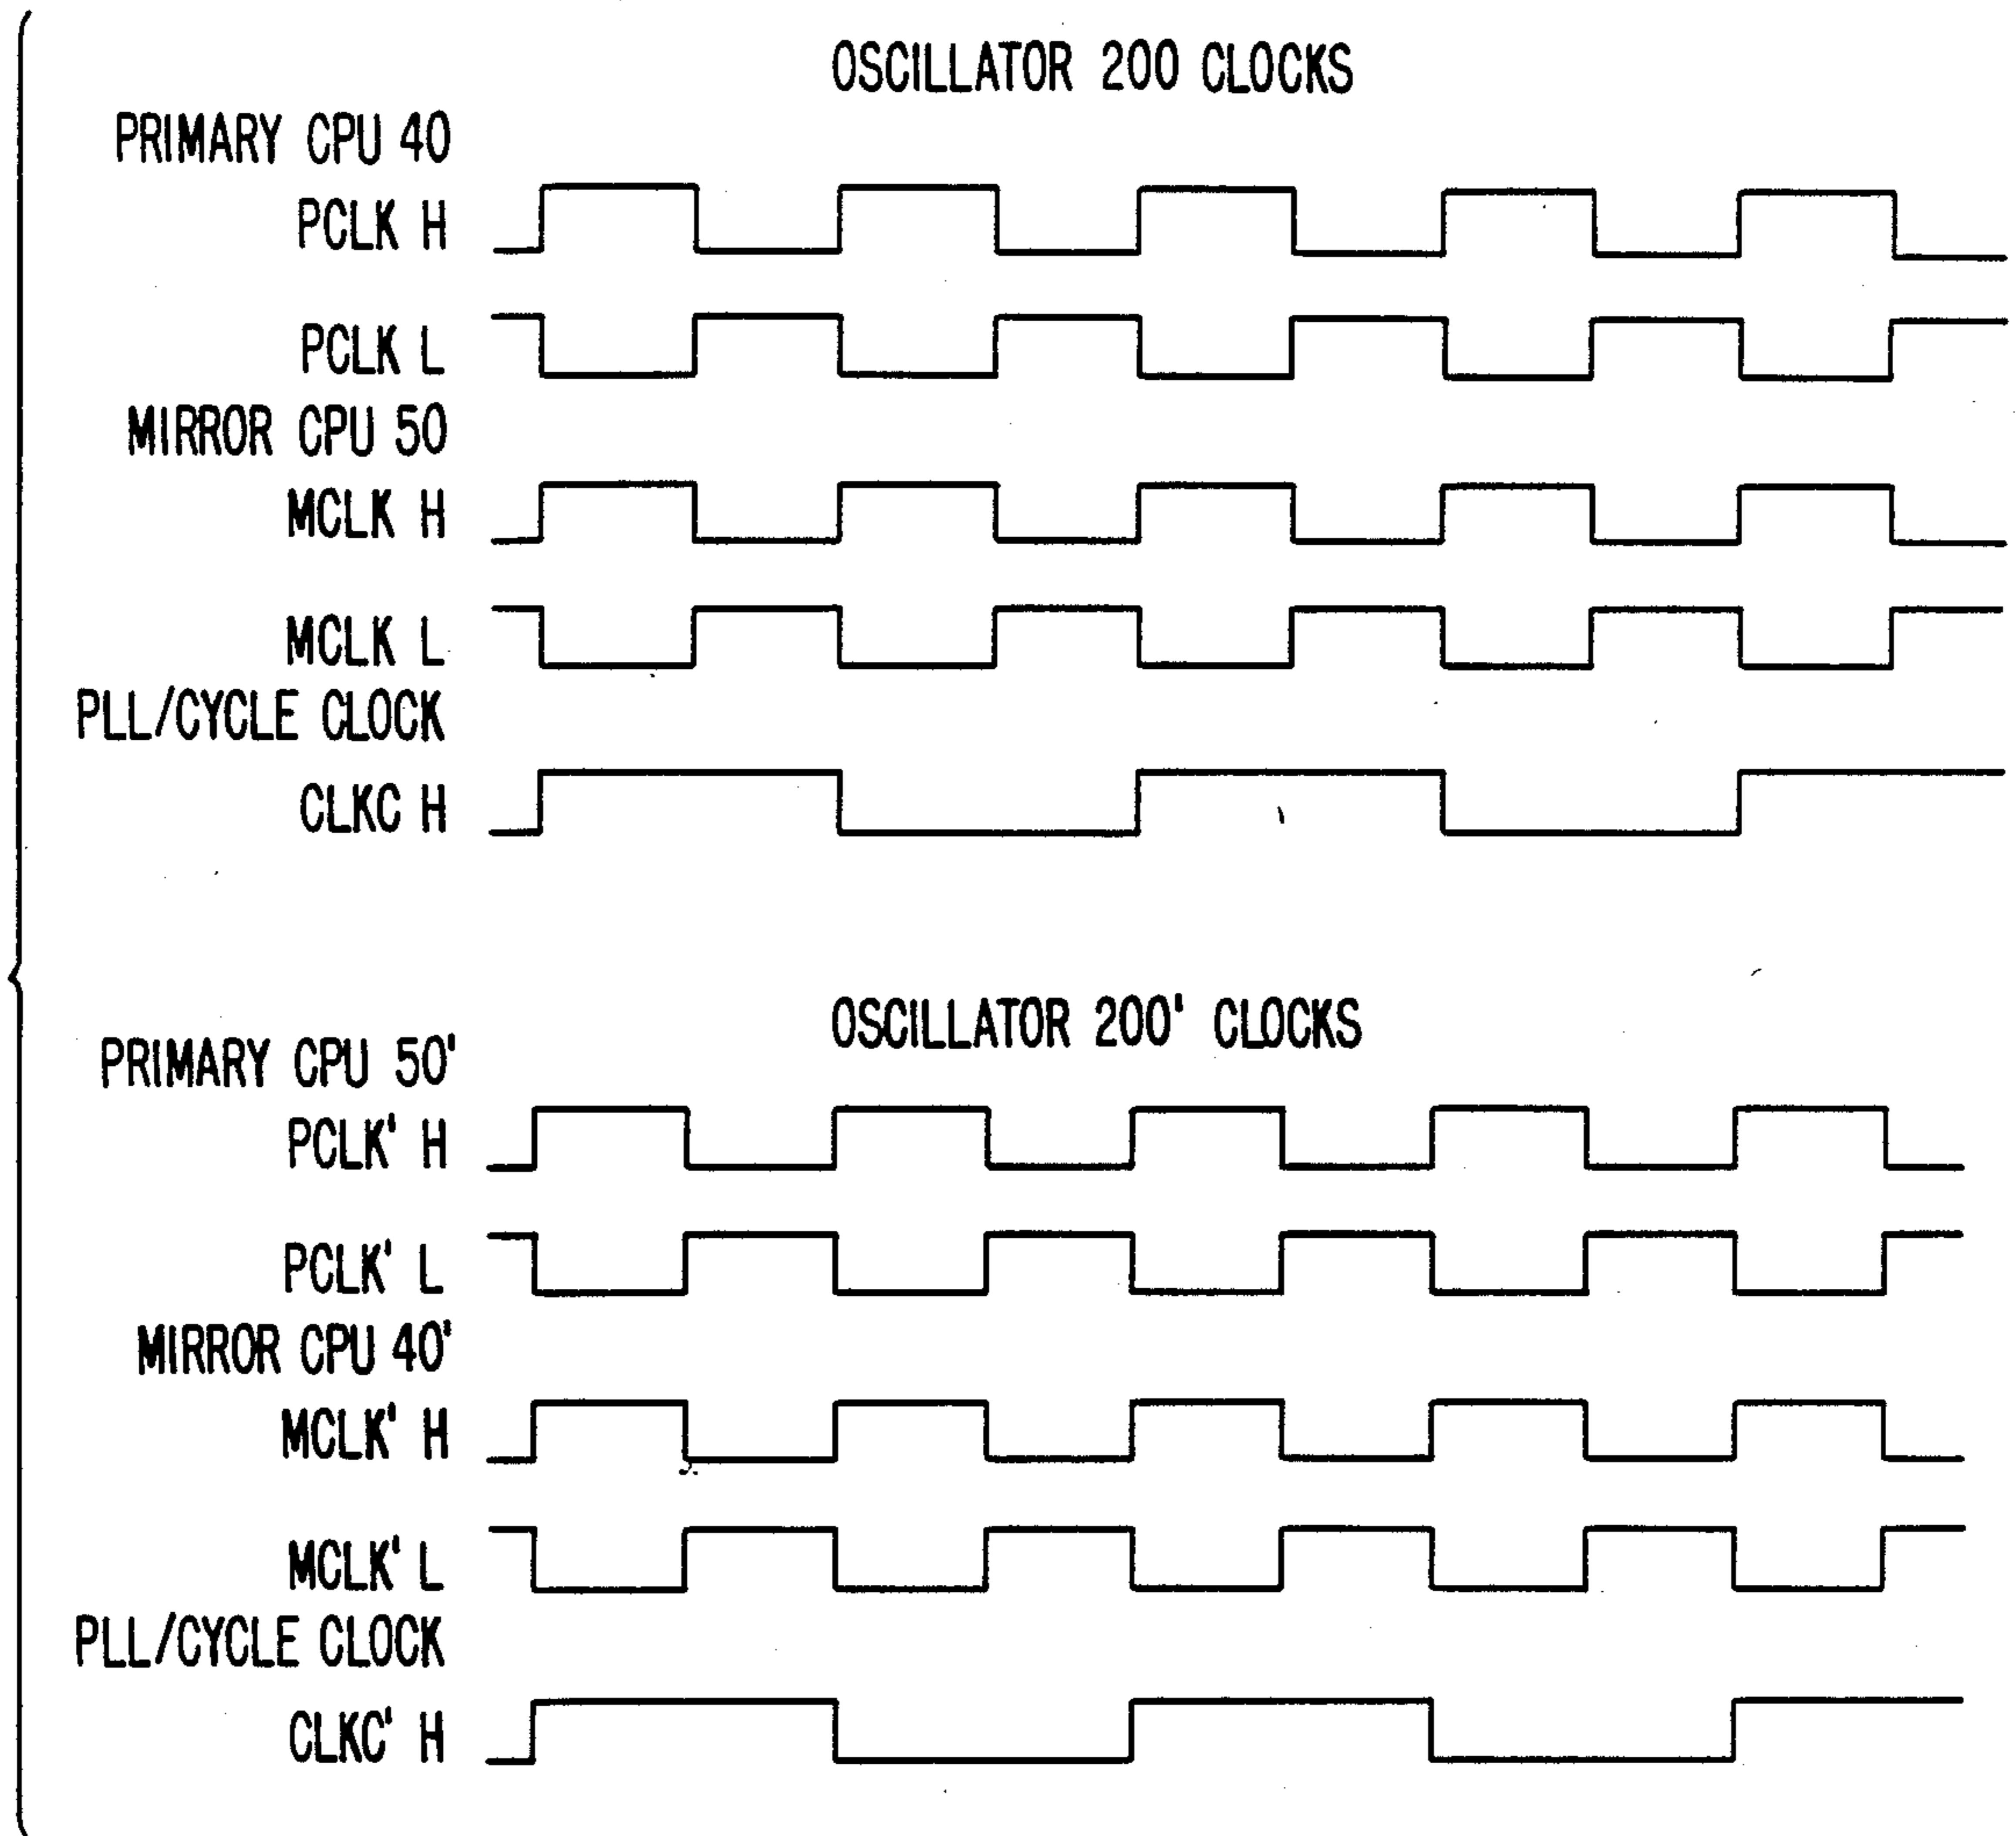 OSCILLATOR 200 CLOCKS
PRIMARY CPU 40
PCLK H
PCLK L
MIRROR CPU 50
MCLK H
MCLK L
PLL/CYCLE CLOCK
CLKC H
OSCILLATOR 200' CLOCKS
PRIMARY CPU 50'
PCLK' H
PCLK' L
MIRROR CPU 40'
MCLK' H
MCLK' L
PLL/CYCLE CLOCK
CLKC' H